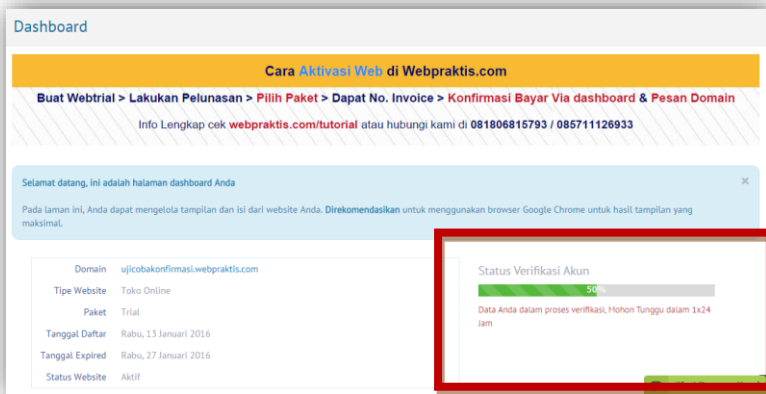 Dashboard
Cara Aktivasi Web di Webpraktis.com
Buat Webtrial > Lakukan Pelunasan > Pilih Paket > Dapat No. Invoice > Konfirmasi Bayar Via dashboard & Pesan Domain
Info Lengkap cek webpraktis.com/tutorial atau hubungi kami di 081806815793 / 085711126933
Selamat datang, ini adalah halaman dashboard Anda ×
Pada laman ini, Anda dapat mengelola tampilan dan isi dari website Anda. Direkomendasikan untuk menggunakan browser Google Chrome untuk hasil tampilan yang
maksimal.
Domain ujicobakonfirmasi.webpraktis.com
Tipe Website Toko Online
Paket Trial
Tanggal Daftar Rabu, 13 Januari 2016
Tanggal Expired Rabu, 27 Januari 2016
Status Website Aktif
Status Verifikasi Akun
50%
Data Anda dalam proses verifikasi, Mohon Tunggu dalam 1x24
Jam